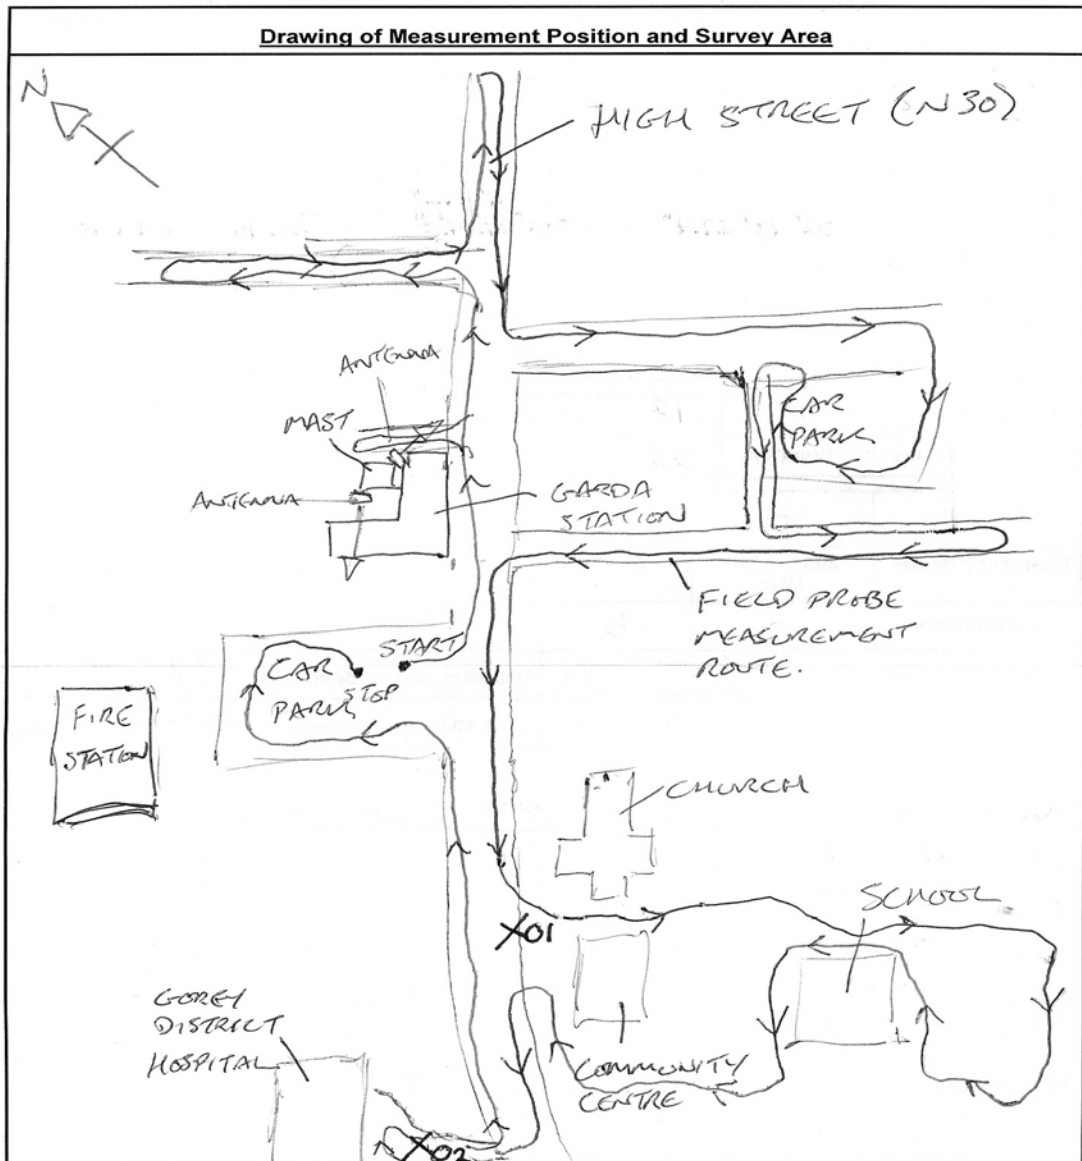 Drawing of Measurement Position and Survey Area
N
HIGH STREET (N30)
ANTENNA
MAST
ANTENNA
GARDA
STATION
CAR
PARK
FIELD PROBE
MEASUREMENT
ROUTE.
START
STOP
CAR
PARK
FIRE
STATION
CHURCH
SCHOOL
X01
GOREY
DISTRICT
HOSPITAL
COMMUNITY
CENTRE
X02